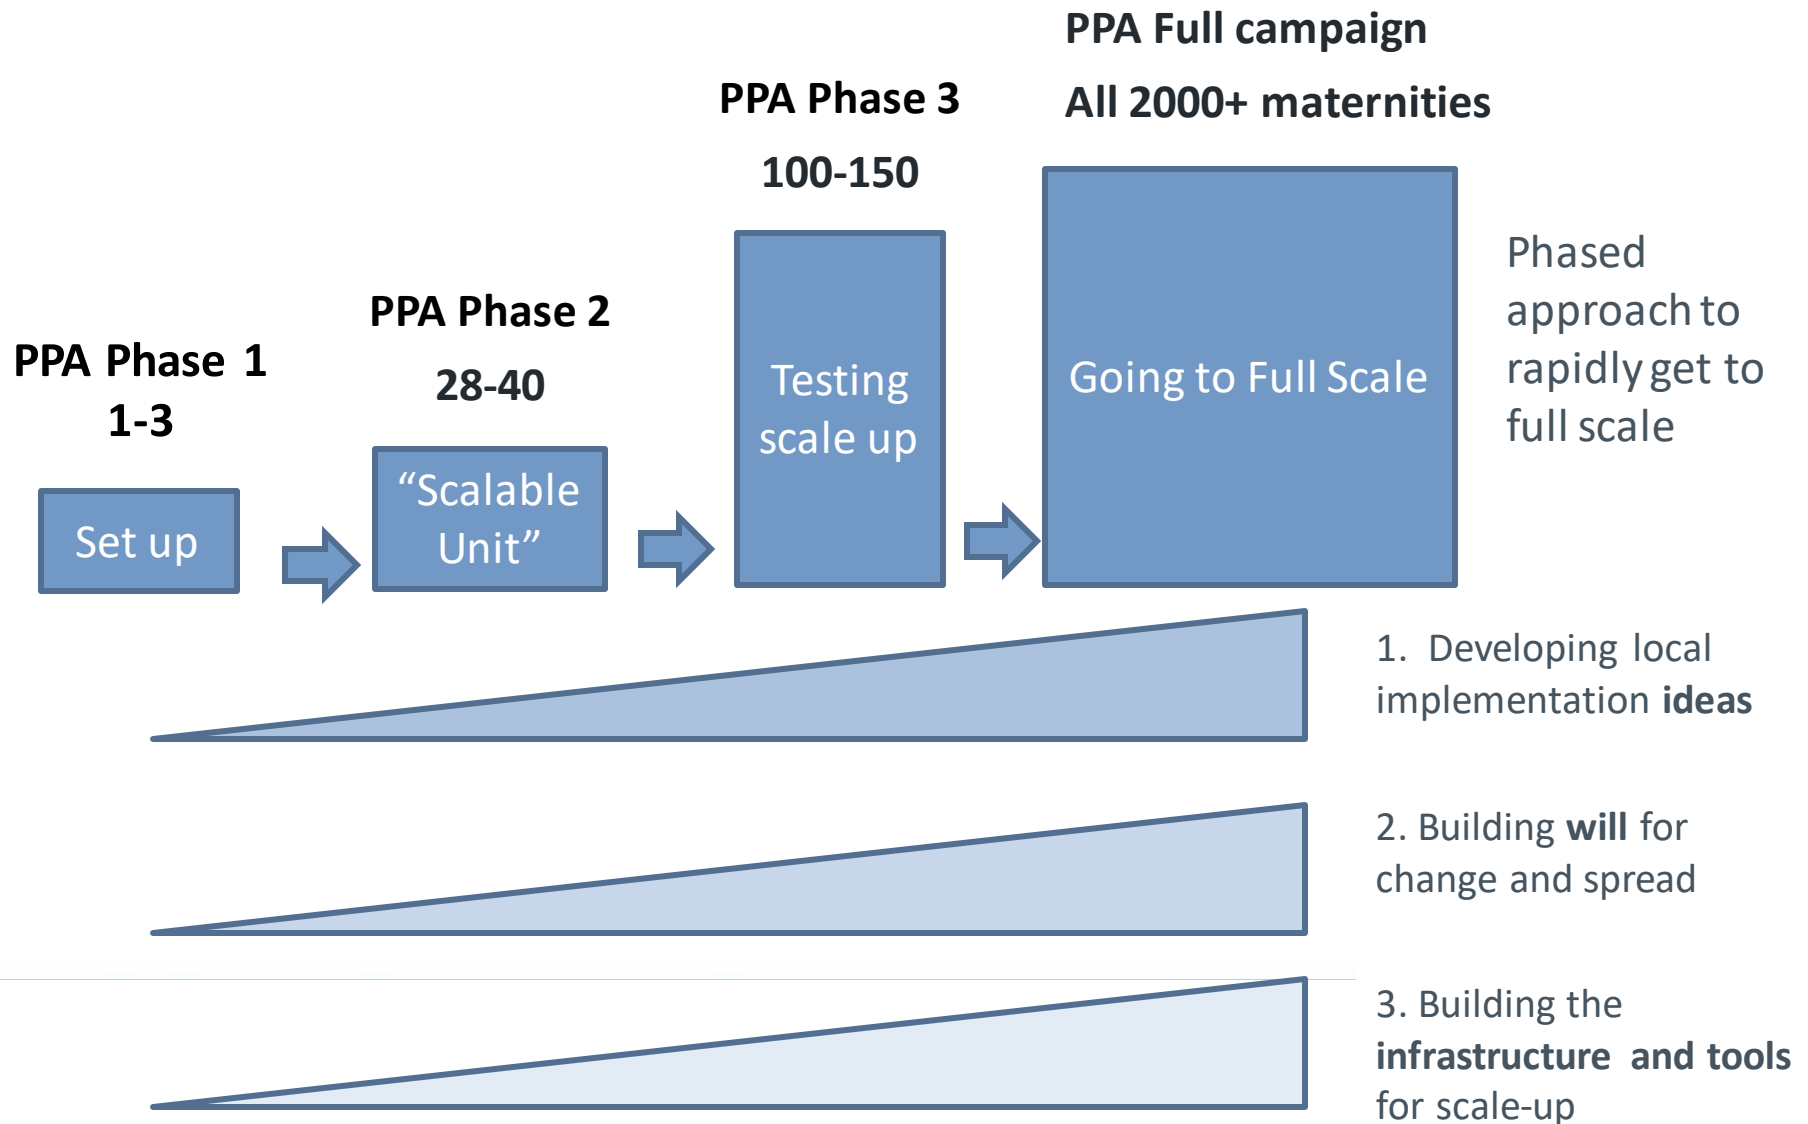 PPA Phase 1
1-3
Set up
PPA Phase 2
28-40
“Scalable
Unit”
PPA Phase 3
100-150
Testing
scale up
PPA Full campaign
All 2000+ maternities
Going to Full Scale
Phased
approach to
rapidly get to
full scale
1. Developing local
implementation ideas
2. Building will for
change and spread
3. Building the
infrastructure and tools
for scale-up